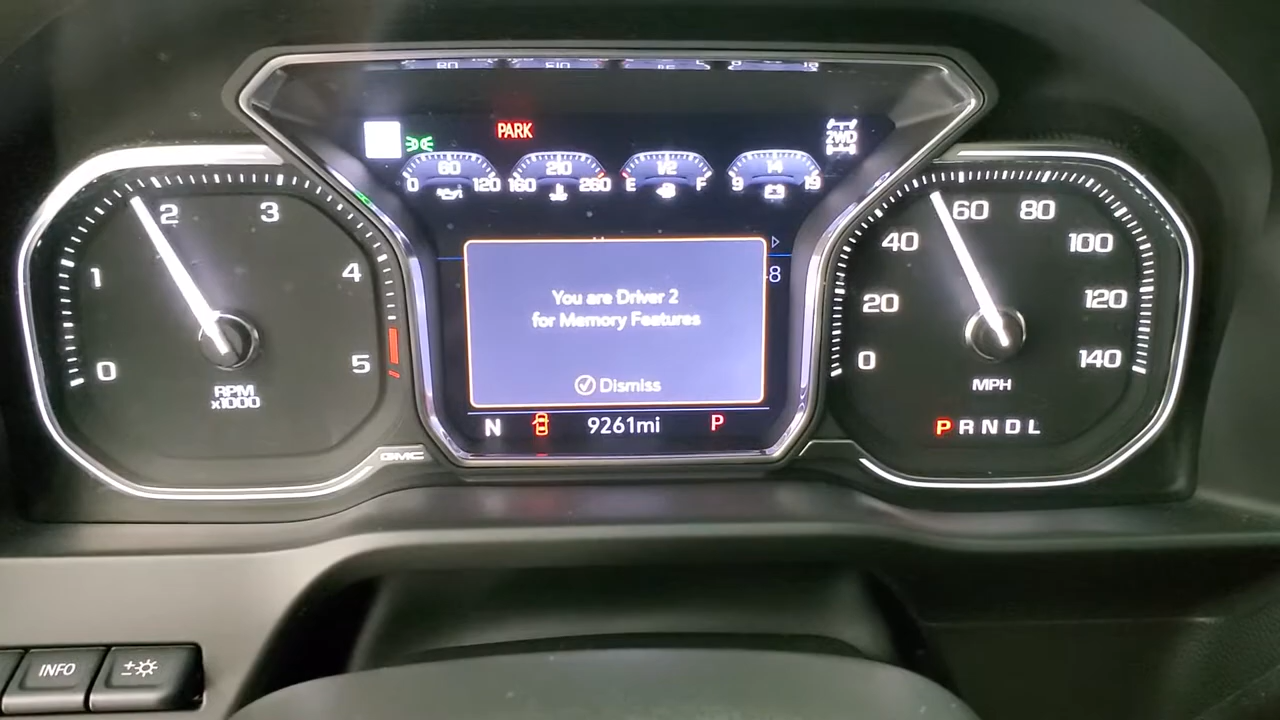 PARK
2WD
60
0 120
210
160 260
1/2
E F
14
9 19
You are Driver 2
for Memory Features
Dismiss
N 9261mi P
0 1 2 3 4 5
RPM
x1000
GMC
0 20 40 60 80 100 120 140
MPH
P R N D L
INFO